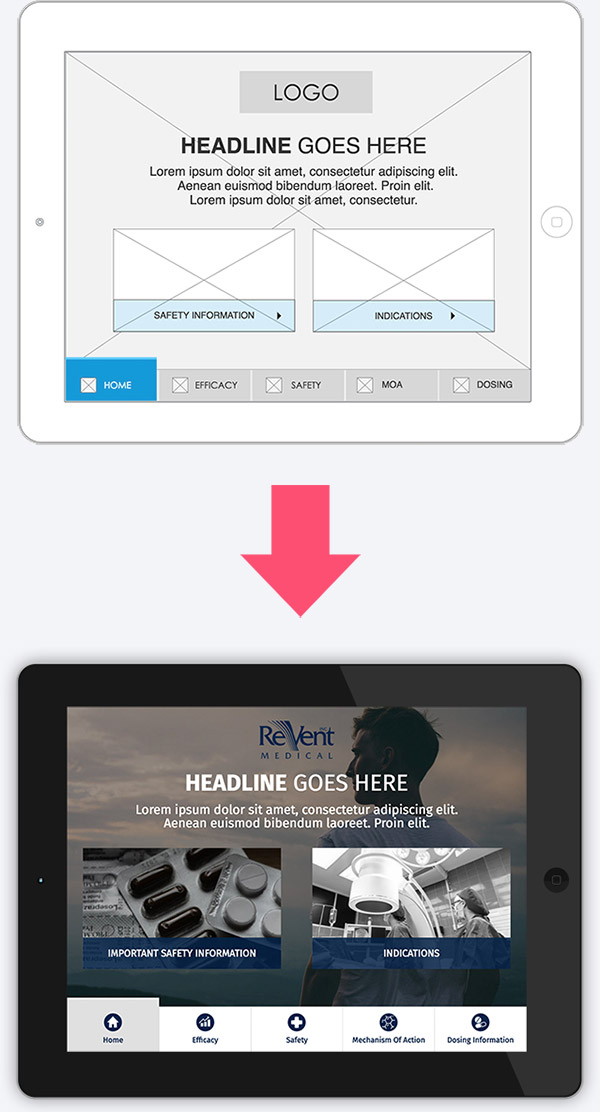 LOGO
HEADLINE GOES HERE
Lorem ipsum dolor sit amet, consectetur adipiscing elit.
Aenean euismod bibendum laoreet. Proin elit.
Lorem ipsum dolor sit amet, consectetur.
SAFETY INFORMATION
INDICATIONS
HOME
EFFICACY
SAFETY
MOA
DOSING
ReVent
MEDICAL
HEADLINE GOES HERE
Lorem ipsum dolor sit amet, consectetur adipiscing elit.
Aenean euismod bibendum laoreet. Proin elit.
IMPORTANT SAFETY INFORMATION
INDICATIONS
Home
Efficacy
Safety
Mechanism Of Action
Dosing Information